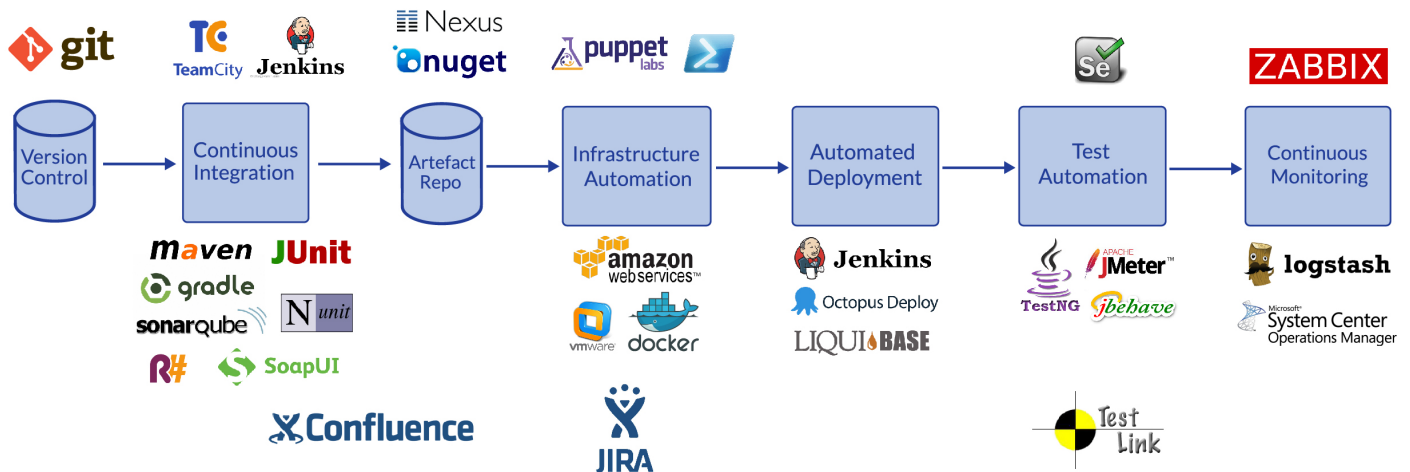 git
TC
TeamCity
Jenkins
Nexus
nuget
puppet
labs
Se
ZABBIX
Version
Control
Continuous
Integration
Artefact
Repo
Infrastructure
Automation
Automated
Deployment
Test
Automation
Continuous
Monitoring
maven
JUnit
gradle
sonarqube
N unit
R#
S SoapUI
amazon
webservices™
vmware
docker
Jenkins
Octopus Deploy
LIQUIBASE
TestNG
APACHE
JMeter™
jbehave
logstash
Microsoft®
System Center
Operations Manager
Confluence
JIRA
Test
Link